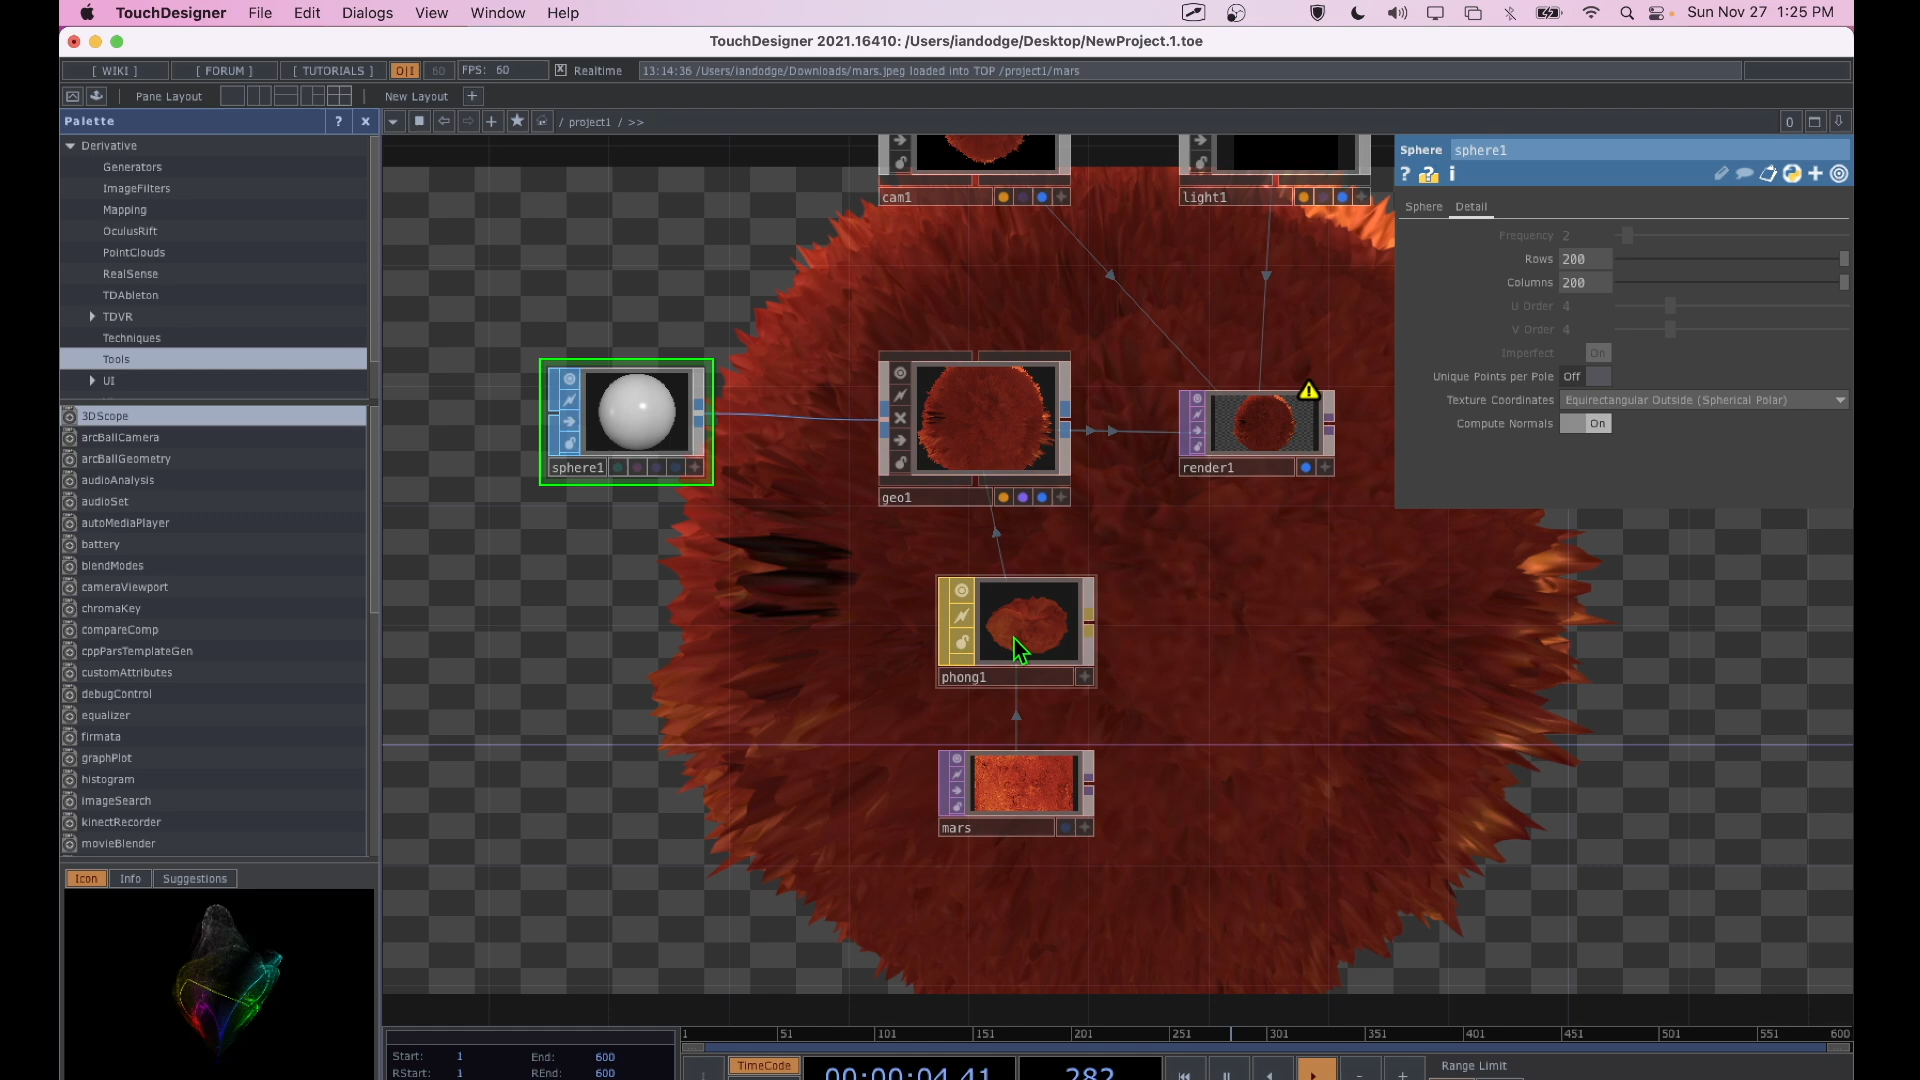 TouchDesigner File Edit Dialogs View Window Help Sun Nov 27 1:25 PM
TouchDesigner 2021.16410: /Users/iandodge/Desktop/NewProject.1.toe
[ WIKI ] [ FORUM ] [ TUTORIALS ] O|I 60 FPS: 60 Realtime 13:14:36 /Users/iandodge/Downloads/mars.jpeg loaded into TOP /project1/mars
Pane Layout New Layout +
Palette ? x / project1 / >> 0
Derivative
Generators
ImageFilters
Mapping
OculusRift
PointClouds
RealSense
TDAbleton
TDVR
Techniques
Tools
UI
3DScope
arcBallCamera
arcBallGeometry
audioAnalysis
audioSet
autoMediaPlayer
battery
blendModes
cameraViewport
chromaKey
compareComp
cppParsTemplateGen
customAttributes
debugControl
equalizer
firmata
graphPlot
histogram
imageSearch
kinectRecorder
movieBlender
Icon Info Suggestions
cam1
light1
sphere1
geo1
render1
phong1
mars
Sphere sphere1
? i
Sphere Detail
Frequency 2
Rows 200
Columns 200
U Order 4
V Order 4
Imperfect On
Unique Points per Pole Off
Texture Coordinates Equirectangular Outside (Spherical Polar)
Compute Normals On
1 51 101 151 201 251 301 351 401 451 501 551 600
Start: 1 End: 600
RStart: 1 REnd: 600
TimeCode 00:00:04.41 282 Range Limit